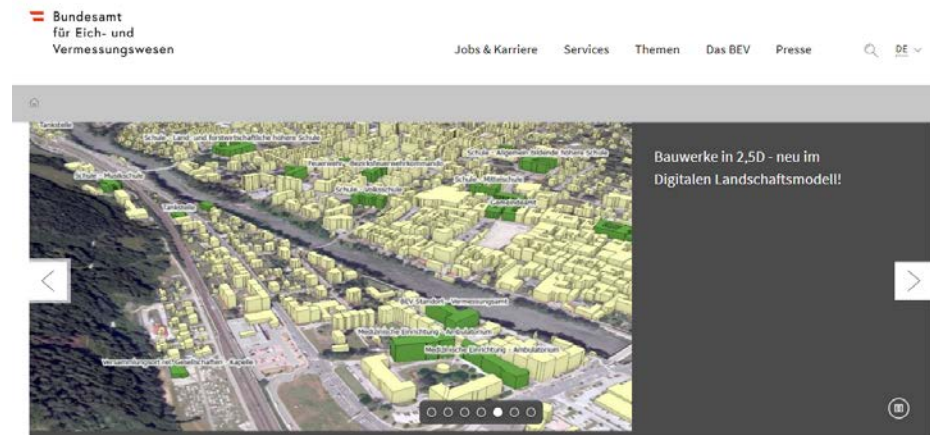 Bundesamt
für Eich- und
Vermessungswesen
Jobs & Karriere Services Themen Das BEV Presse DE
Tankstelle
Schule - Land- und forstwirtschaftliche höhere Schule
Schule - Allgemein bildende höhere Schule
Feuerwehr - Bezirksfeuerwehrkommando
Schule - Musikschule
Schule - Mittelschule
Schule - Volksschule
Gemeindeamt
Tankstelle
BEV Standort - Vermessungsamt
Medizinische Einrichtung - Ambulatorium
Medizinische Einrichtung - Ambulatorium
Versammlungsort rel. Gesellschaften - Kapelle
Bauwerke in 2,5D - neu im
Digitalen Landschaftsmodell!